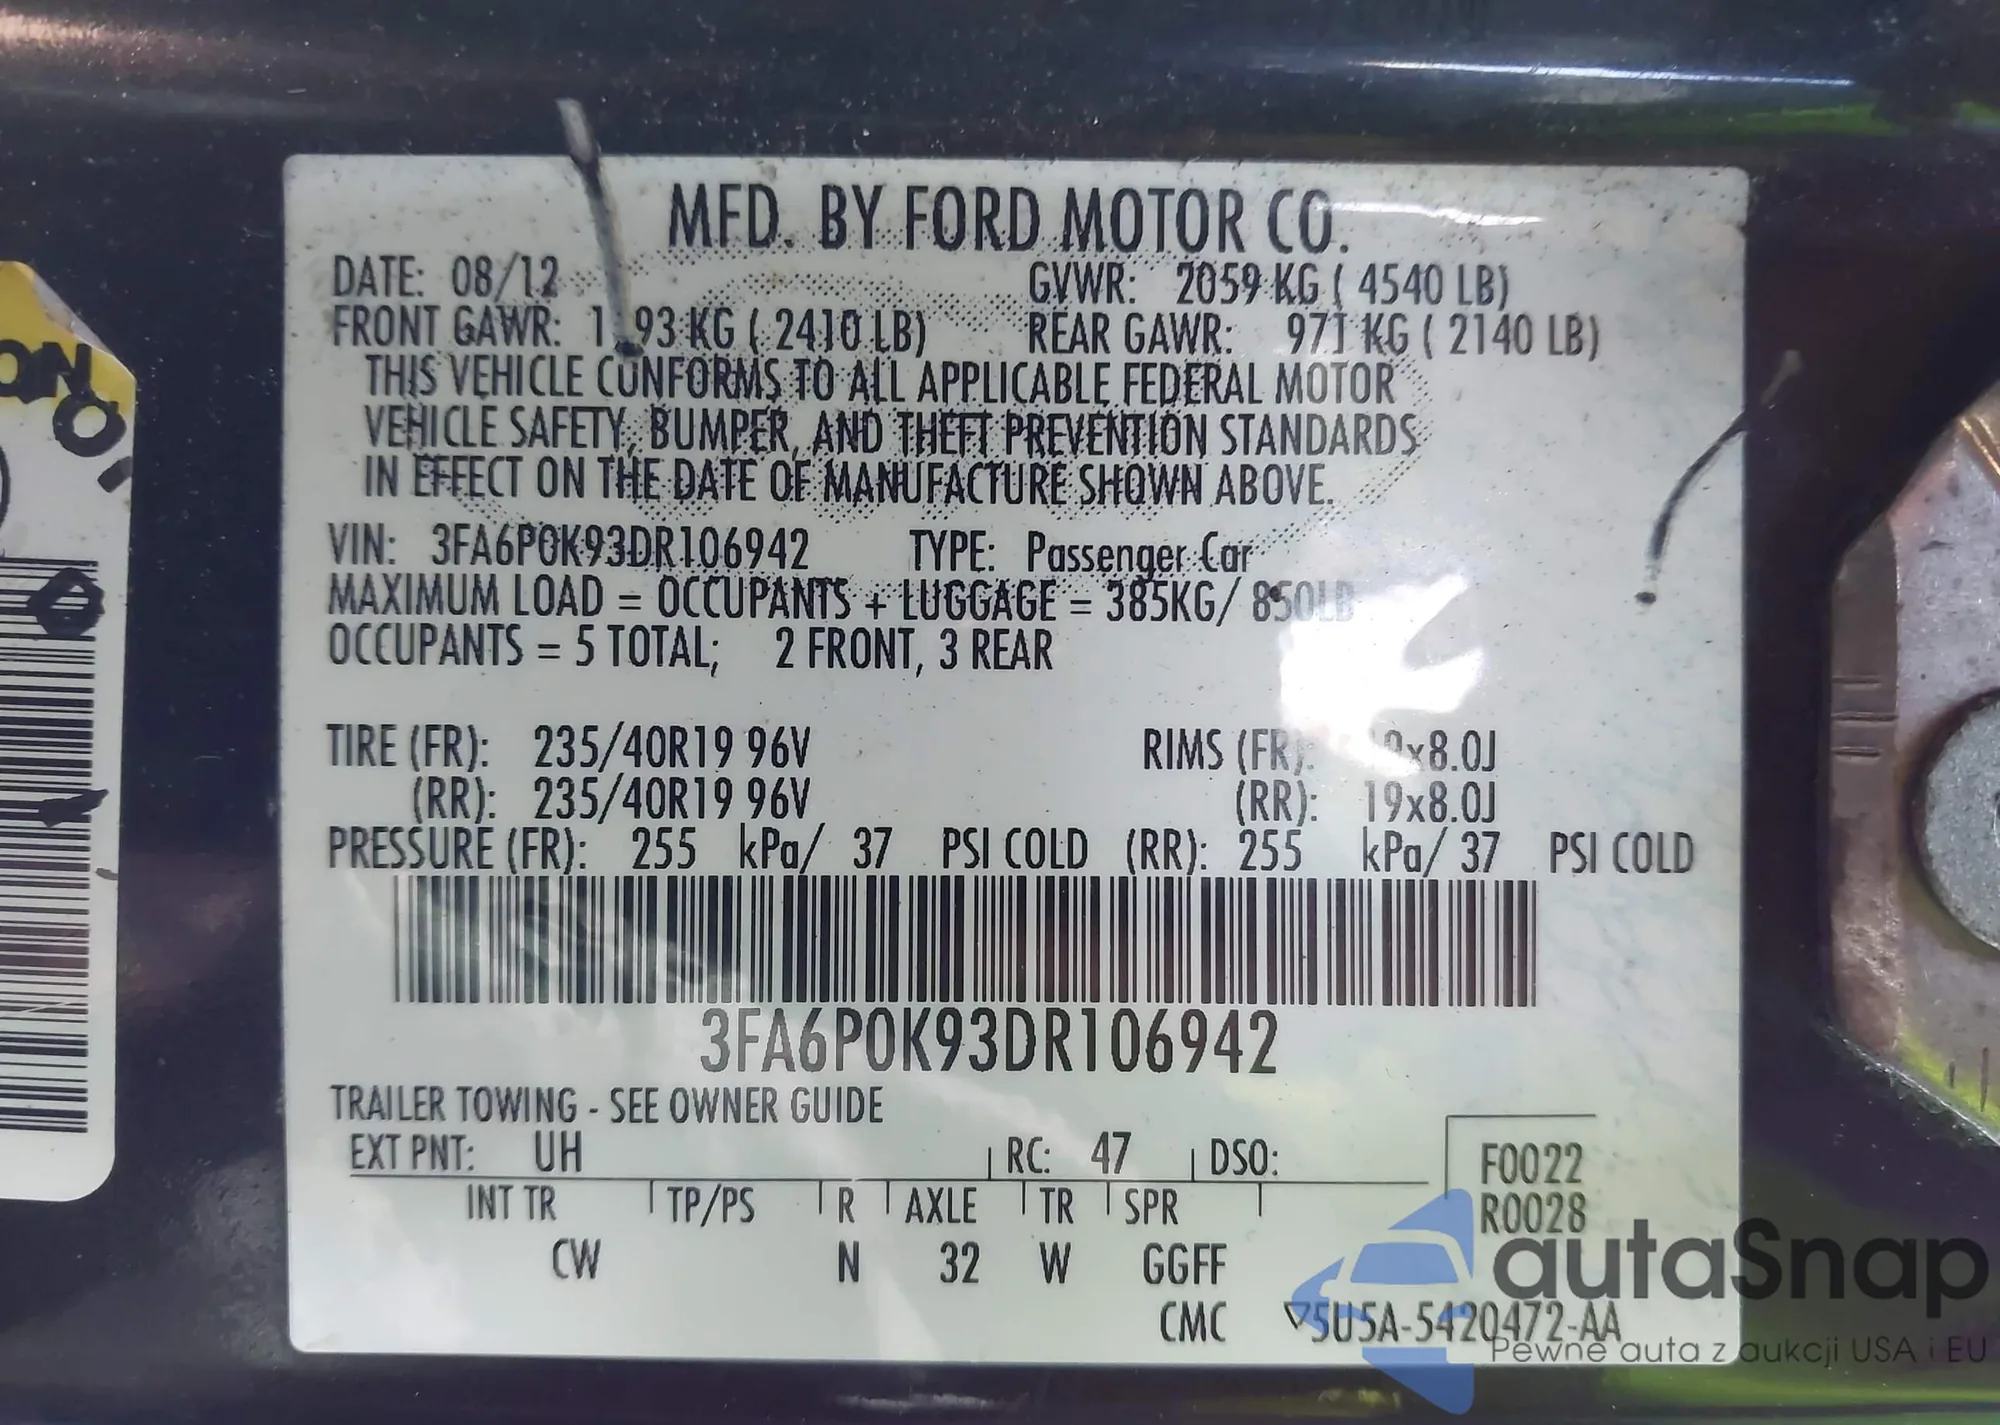 MFD. BY FORD MOTOR CO.
DATE: 08/12 GVWR: 2059 KG ( 4540 LB)
FRONT GAWR: KG ( 2410 LB) REAR GAWR: 971 KG ( 2140 LB)
THIS VEHICLE CONFORMS TO ALL APPLICABLE FEDERAL MOTOR
VEHICLE SAFETY, BUMPER, AND THEFT PREVENTION STANDARDS
IN EFFECT ON THE DATE OF MANUFACTURE SHOWN ABOVE.
VIN: 3FA6P0K93DR106942 TYPE: Passenger Car
MAXIMUM LOAD = OCCUPANTS + LUGGAGE = 385KG/ 850LB
OCCUPANTS = 5 TOTAL; 2 FRONT, 3 REAR
TIRE (FR): 235/40R19 96V RIMS (FR): 19x8.0J
(RR): 235/40R19 96V (RR): 19x8.0J
PRESSURE (FR): 255 kPa/ 37 PSI COLD (RR): 255 kPa/ 37 PSI COLD
3FA6P0K93DR106942
TRAILER TOWING - SEE OWNER GUIDE
EXT PNT: UH RC: 47 DSO:
F0022
R0028
INT TR TP/PS R AXLE TR SPR
CW N 32 W GGFF
CMC ▽5U5A-5420472-AA
autaSnap
Pewne auta z aukcji USA i EU